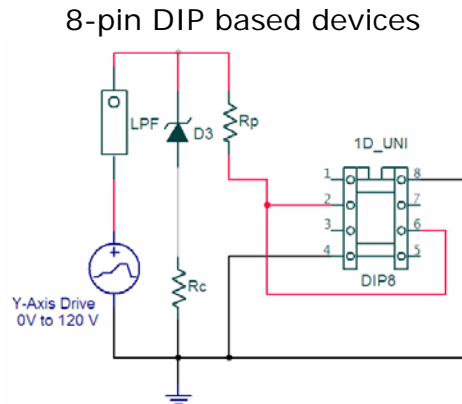 8-pin DIP based devices
LPF
D3
Rp
1D_UNI
1
8
2
7
3
6
4
5
DIP8
Rc
Y-Axis Drive
0V to 120 V